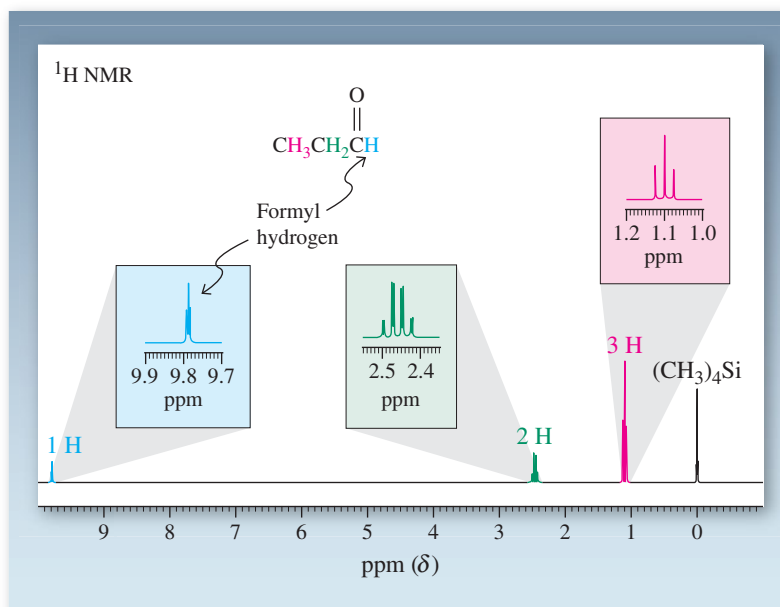 ¹H NMR
O
CH₃CH₂CH
Formyl
hydrogen
9.9 9.8 9.7
ppm
2.5 2.4
ppm
1.2 1.1 1.0
ppm
1 H
2 H
3 H
(CH₃)₄Si
9 8 7 6 5 4 3 2 1 0
ppm (δ)